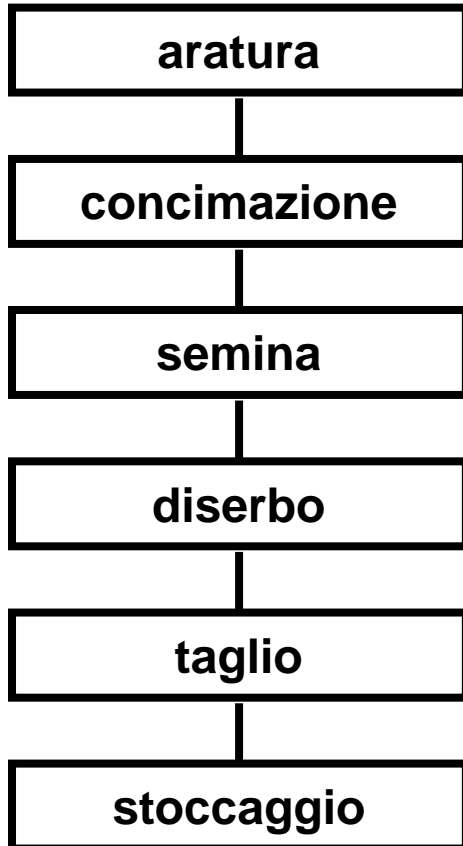 aratura
concimazione
semina
diserbo
taglio
stoccaggio